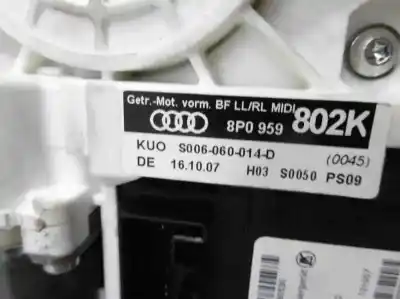 Getr.-Mot. vorm. BF LL/RL MIDI
8P0 959 802K
KUO S006-060-014-D (0045)
DE 16.10.07 H03 S0050 PS09